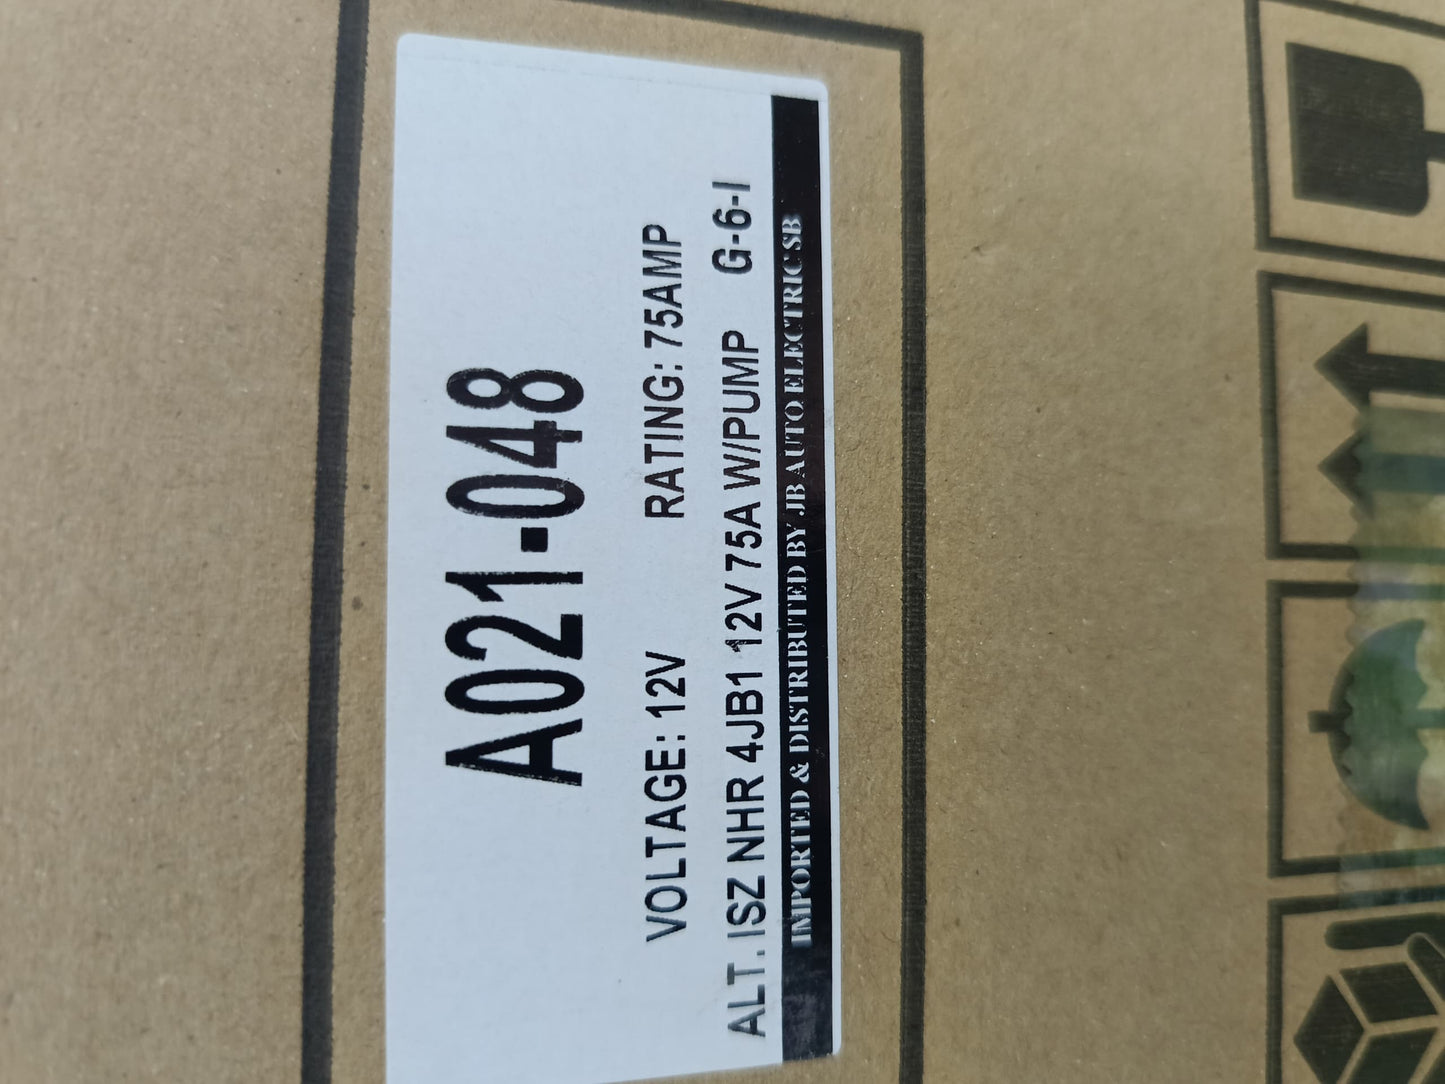 A021-048
VOLTAGE: 12V RATING: 75AMP
ALT. ISZ NHR 4JB1 12V 75A W/PUMP G-6-I
IMPORTED & DISTRIBUTED BY JB AUTO ELECTRIC SB